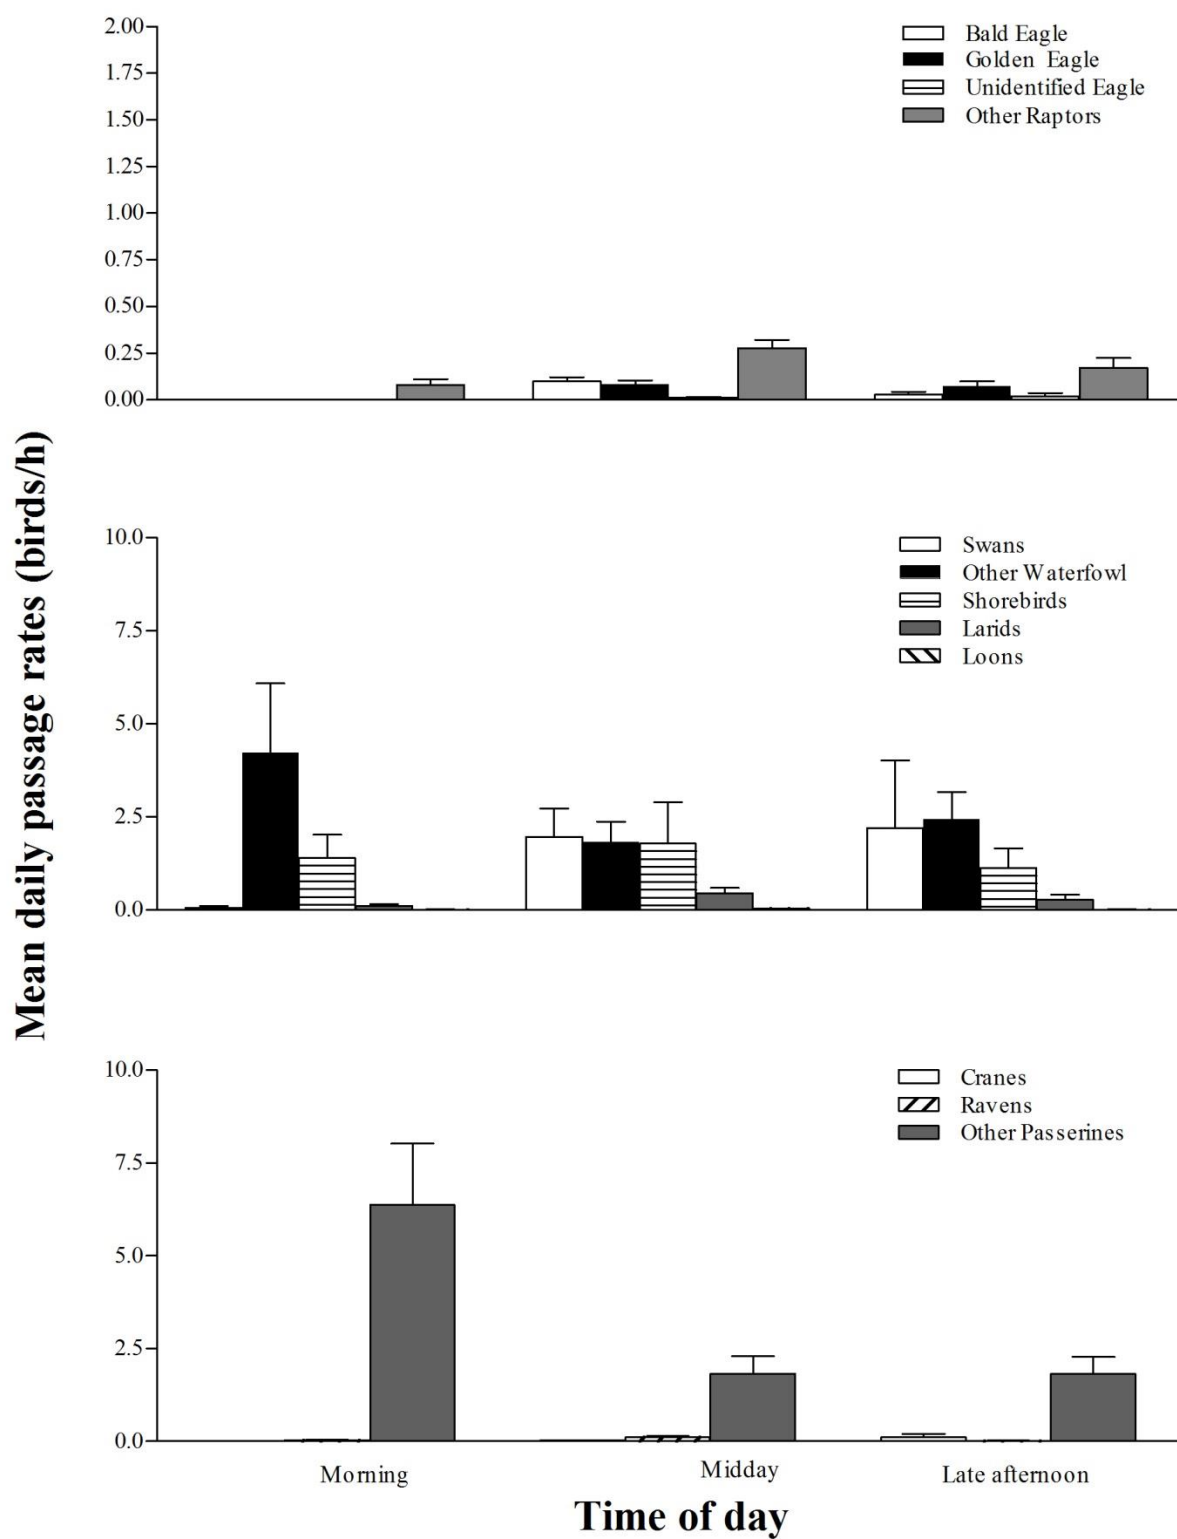 Mean daily passage rates (birds/h)
2.00
1.75
1.50
1.25
1.00
0.75
0.50
0.25
0.00
Bald Eagle
Golden Eagle
Unidentified Eagle
Other Raptors
10.0
7.5
5.0
2.5
0.0
Swans
Other Waterfowl
Shorebirds
Larids
Loons
10.0
7.5
5.0
2.5
0.0
Cranes
Ravens
Other Passerines
Morning
Midday
Late afternoon
Time of day